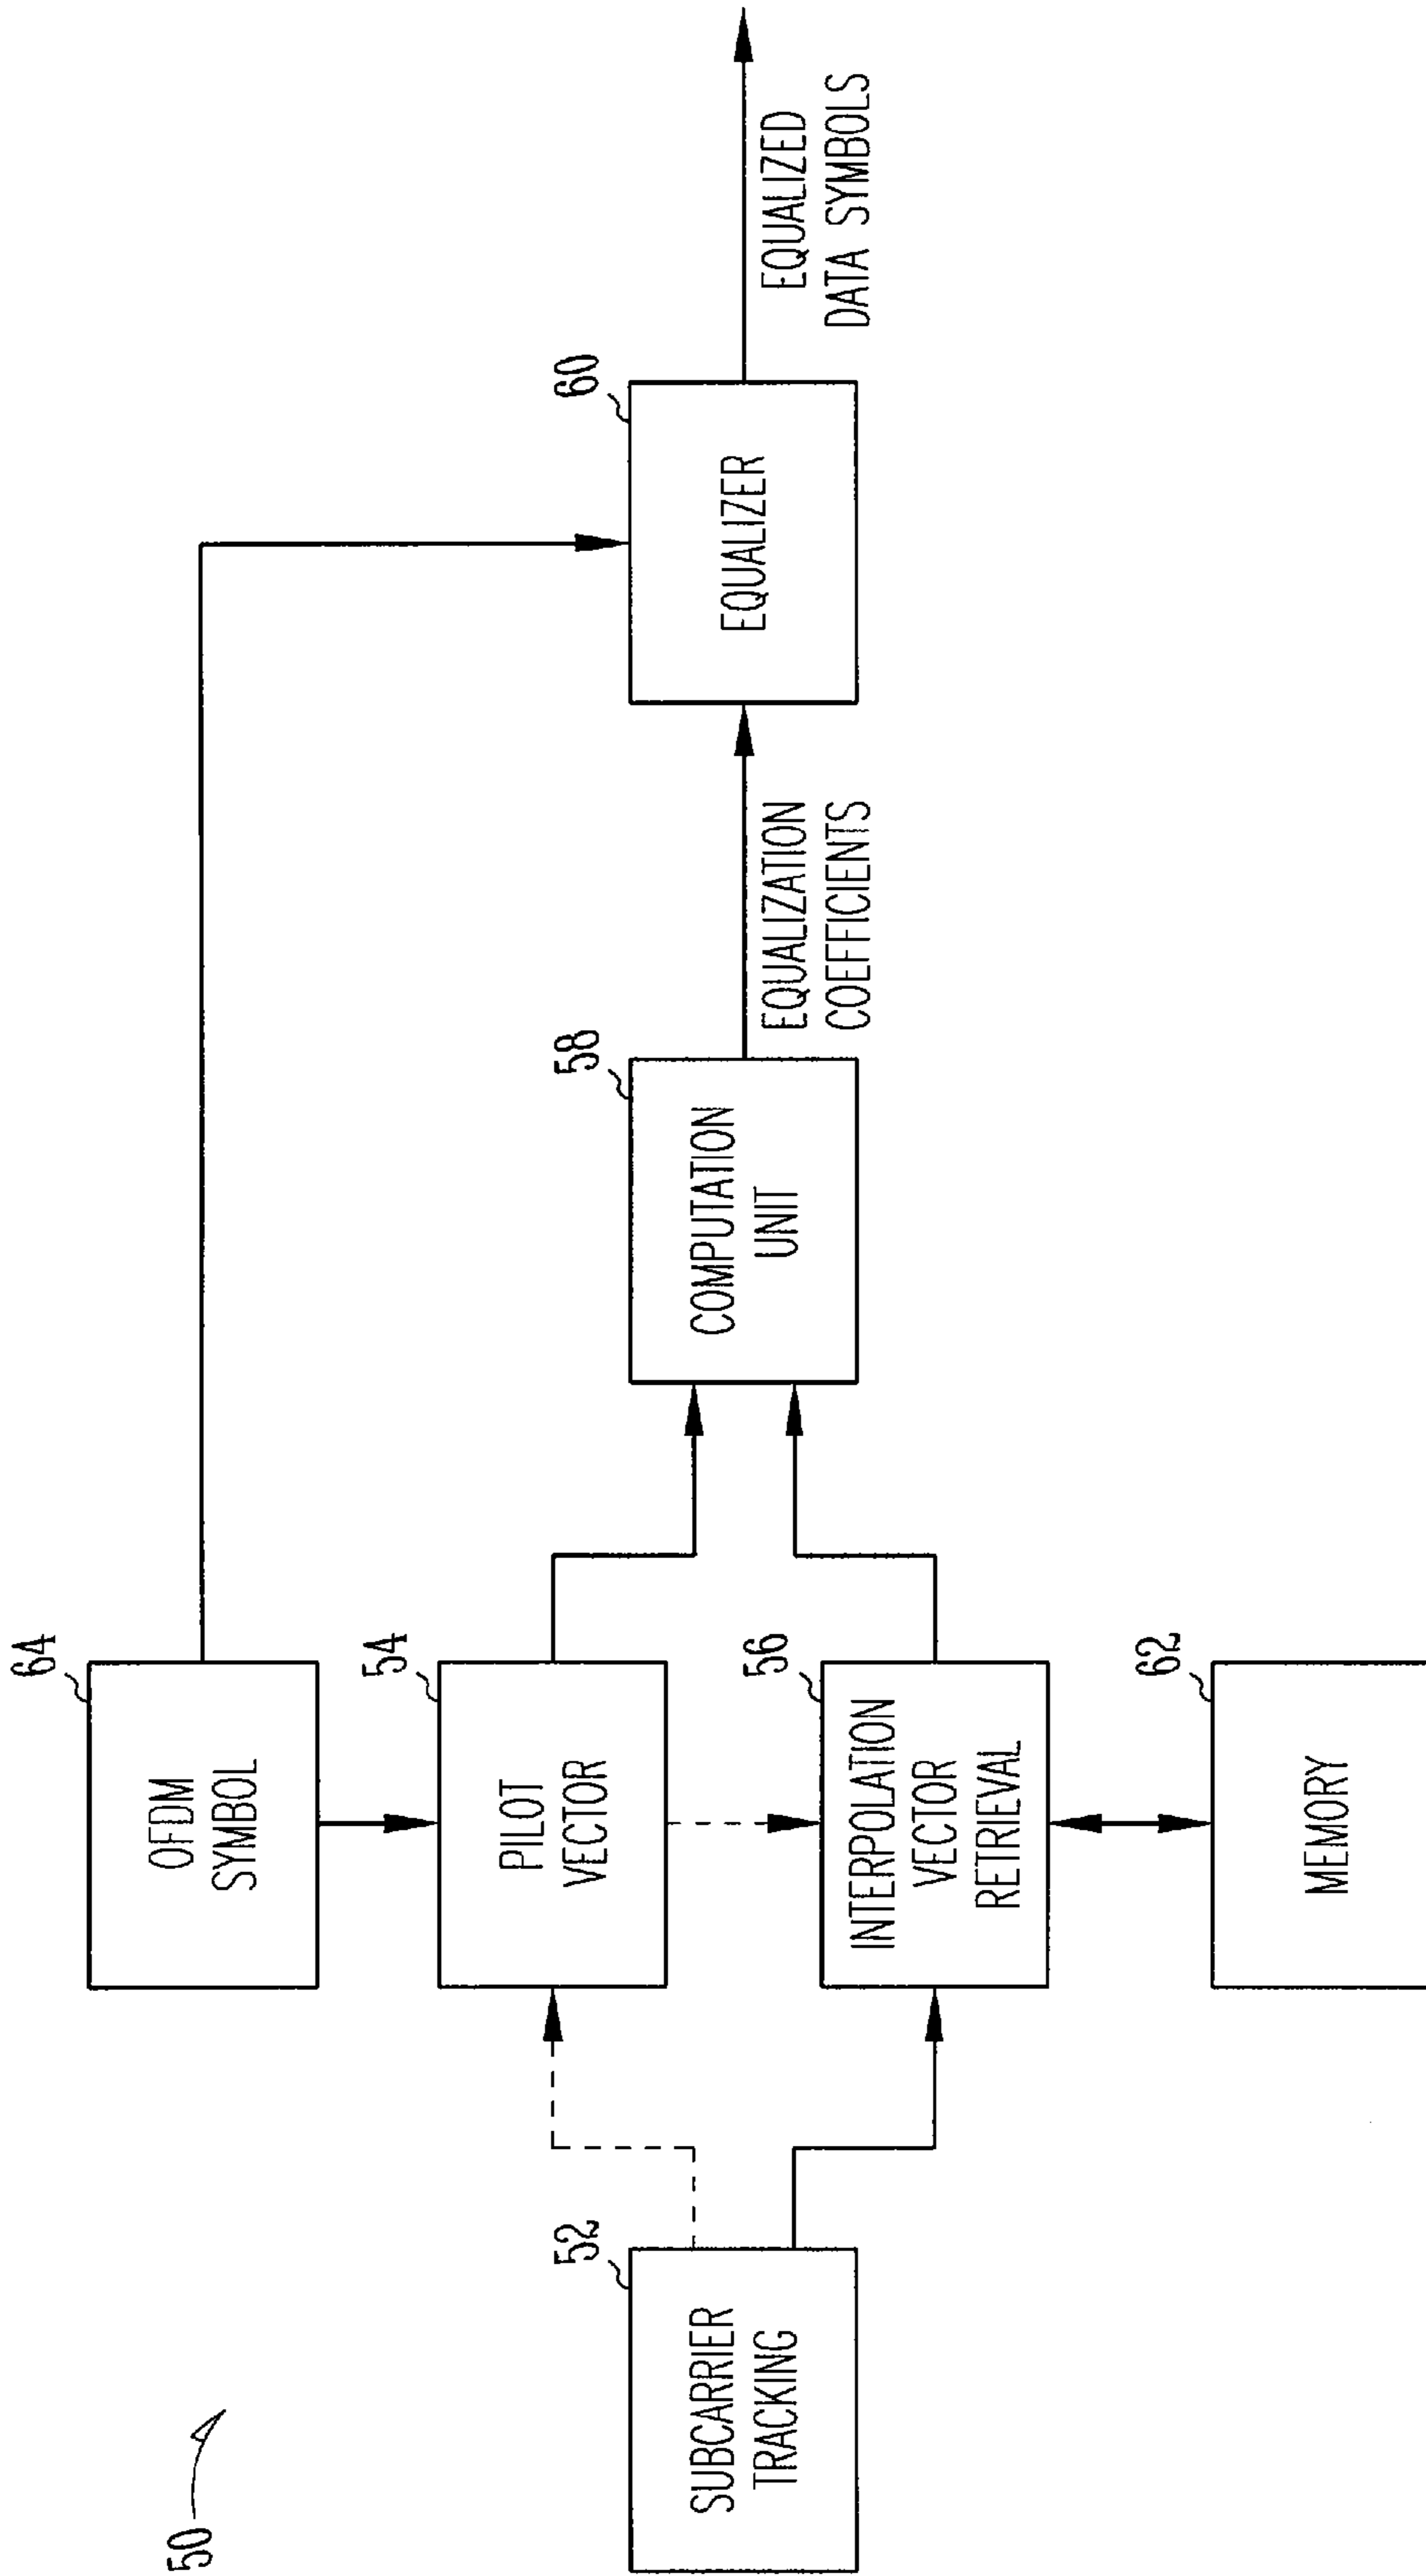 50
64
OFDM
SYMBOL
52
SUBCARRIER
TRACKING
54
PILOT
VECTOR
56
INTERPOLATION
VECTOR
RETRIEVAL
62
MEMORY
58
COMPUTATION
UNIT
EQUALIZATION
COEFFICIENTS
60
EQUALIZER
EQUALIZED
DATA SYMBOLS